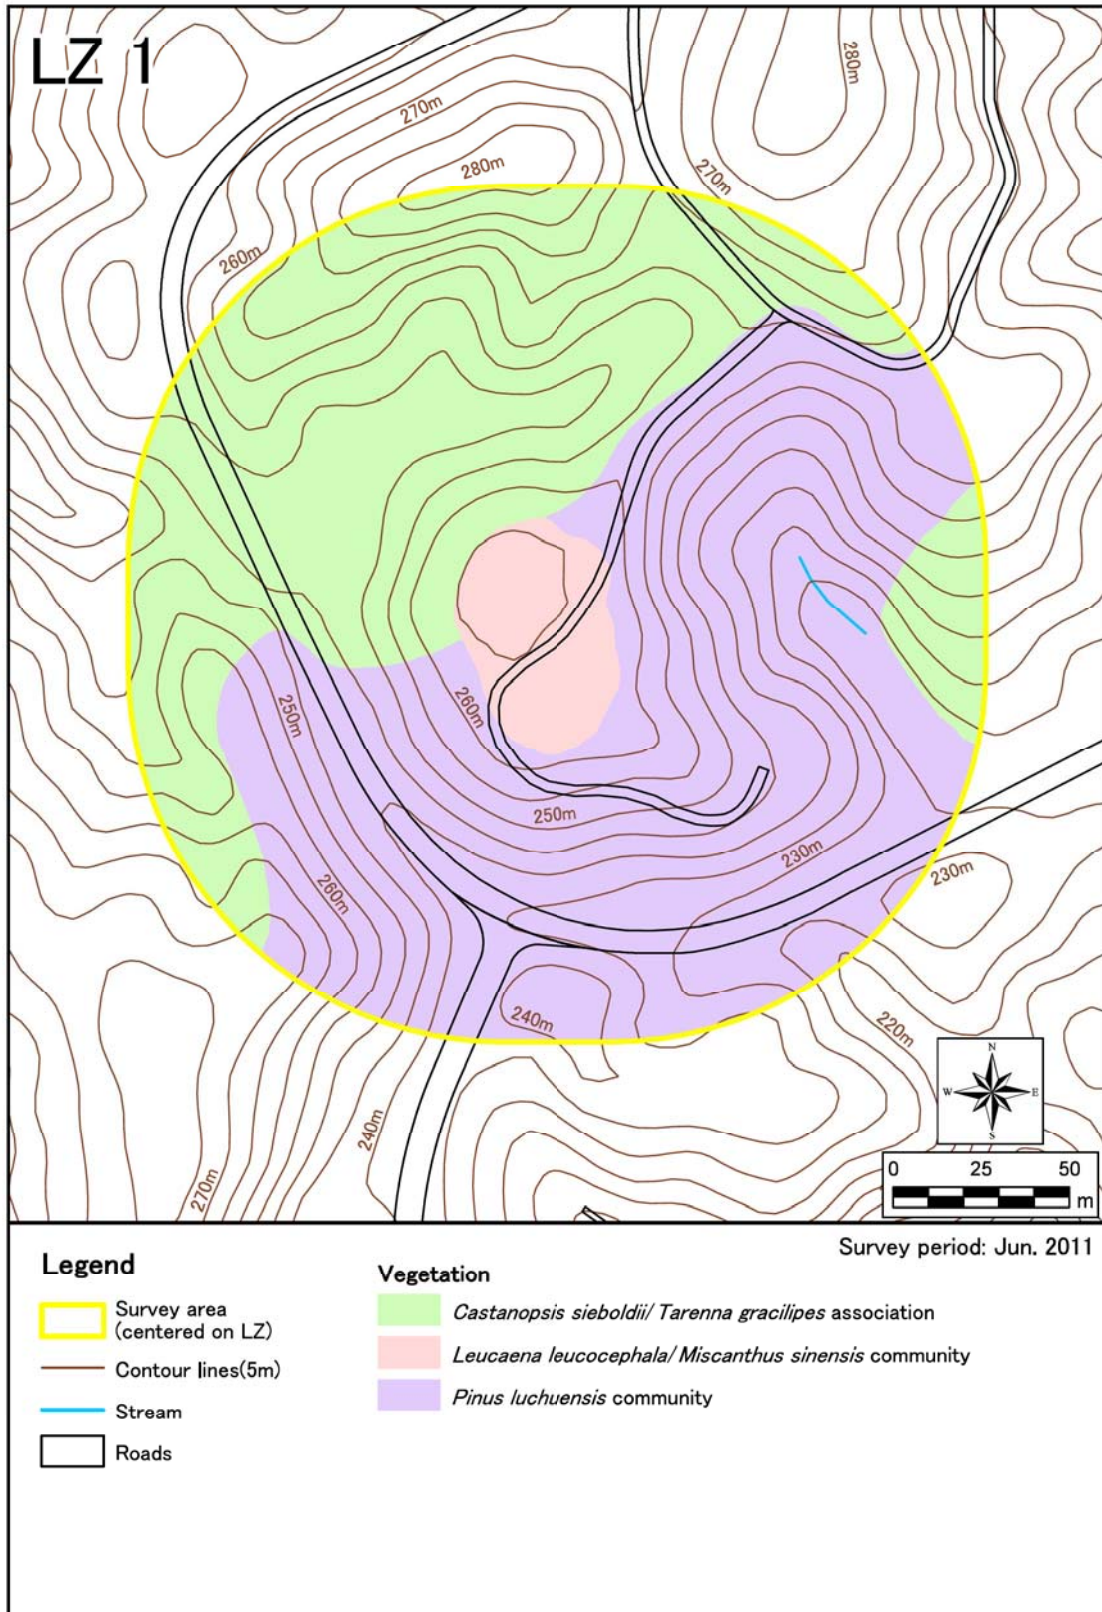 LZ 1
280m
270m
280m
270m
260m
250m
260m
250m
230m
230m
260m
240m
220m
240m
270m
N
W E
S
0 25 50
m
Survey period: Jun. 2011
Legend
Survey area
(centered on LZ)
Contour lines(5m)
Stream
Roads
Vegetation
Castanopsis sieboldii/ Tarenna gracilipes association
Leucaena leucocephala/ Miscanthus sinensis community
Pinus luchuensis community